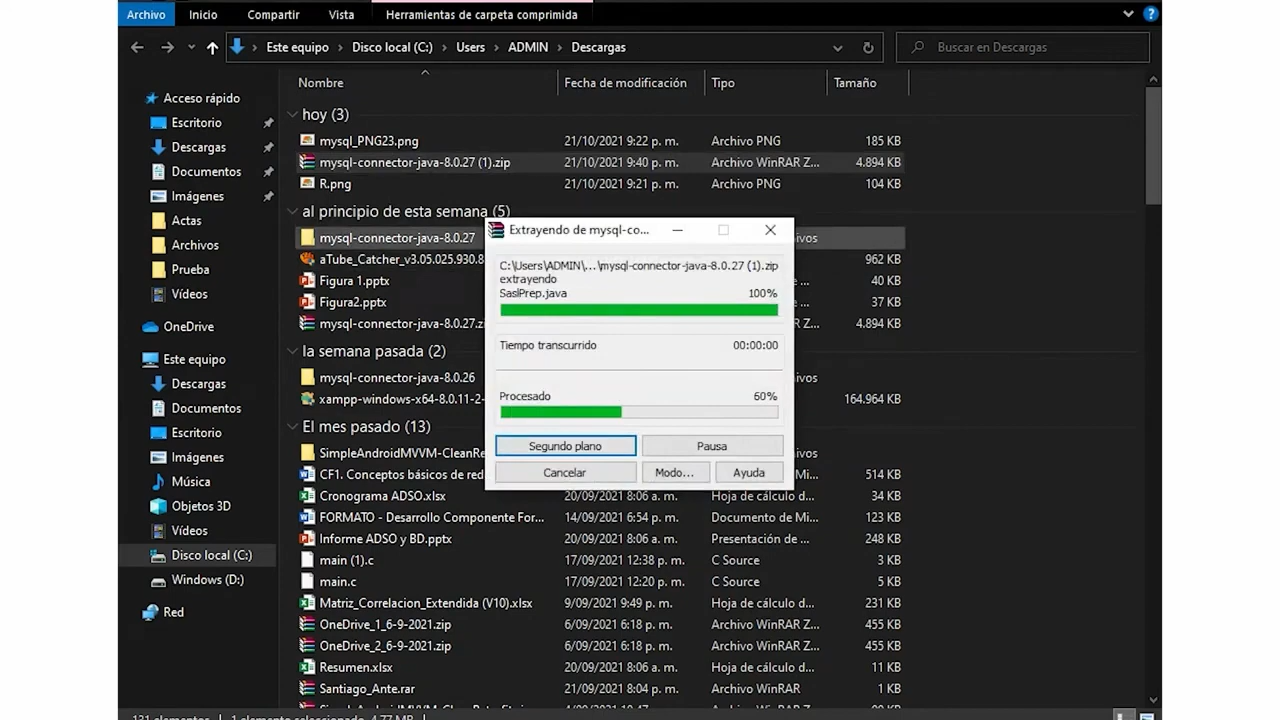 Archivo Inicio Compartir Vista Herramientas de carpeta comprimida
Este equipo Disco local (C:) Users ADMIN Descargas Buscar en Descargas
Nombre Fecha de modificación Tipo Tamaño
Acceso rápido
Escritorio
Descargas
Documentos
Imágenes
Actas
Archivos
Prueba
Vídeos
OneDrive
Este equipo
Descargas
Documentos
Escritorio
Imágenes
Música
Objetos 3D
Vídeos
Disco local (C:)
Windows (D:)
Red
hoy (3)
mysql_PNG23.png 21/10/2021 9:22 p. m. Archivo PNG 185 KB
mysql-connector-java-8.0.27 (1).zip 21/10/2021 9:40 p. m. Archivo WinRAR Z... 4.894 KB
R.png 21/10/2021 9:21 p. m. Archivo PNG 104 KB
al principio de esta semana (5)
mysql-connector-java-8.0.27
aTube_Catcher_v3.05.025.930.8 962 KB
Figura 1.pptx 40 KB
Figura2.pptx 37 KB
mysql-connector-java-8.0.27.zi Z... 4.894 KB
la semana pasada (2)
mysql-connector-java-8.0.26
xampp-windows-x64-8.0.11-2- 164.964 KB
El mes pasado (13)
SimpleAndroidMVVM-CleanRe
CF1. Conceptos básicos de red 514 KB
Cronograma ADSO.xlsx 20/09/2021 8:06 a. m. Hoja de cálculo d... 34 KB
FORMATO - Desarrollo Componente For... 14/09/2021 6:54 p. m. Documento de Mi... 123 KB
Informe ADSO y BD.pptx 20/09/2021 8:06 a. m. Presentación de ... 248 KB
main (1).c 17/09/2021 12:38 p. m. C Source 3 KB
main.c 17/09/2021 12:20 p. m. C Source 5 KB
Matriz_Correlacion_Extendida (V10).xlsx 9/09/2021 9:49 p. m. Hoja de cálculo d... 231 KB
OneDrive_1_6-9-2021.zip 6/09/2021 6:18 p. m. Archivo WinRAR Z... 455 KB
OneDrive_2_6-9-2021.zip 6/09/2021 6:18 p. m. Archivo WinRAR Z... 455 KB
Resumen.xlsx 20/09/2021 8:06 a. m. Hoja de cálculo d... 11 KB
Santiago_Ante.rar 21/09/2021 8:04 p. m. Archivo WinRAR 1 KB
Extrayendo de mysql-co...
C:\Users\ADMIN\...\mysql-connector-java-8.0.27 (1).zip
extrayendo
SaslPrep.java 100%
Tiempo transcurrido 00:00:00
Procesado 60%
Segundo plano Pausa
Cancelar Modo... Ayuda
131 elementos 1 elemento seleccionado 4,77 MB